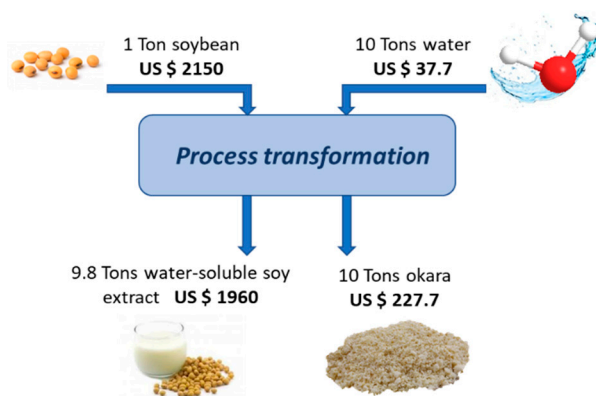 1 Ton soybean
US $ 2150
10 Tons water
US $ 37.7
Process transformation
9.8 Tons water-soluble soy
extract US $ 1960
10 Tons okara
US $ 227.7